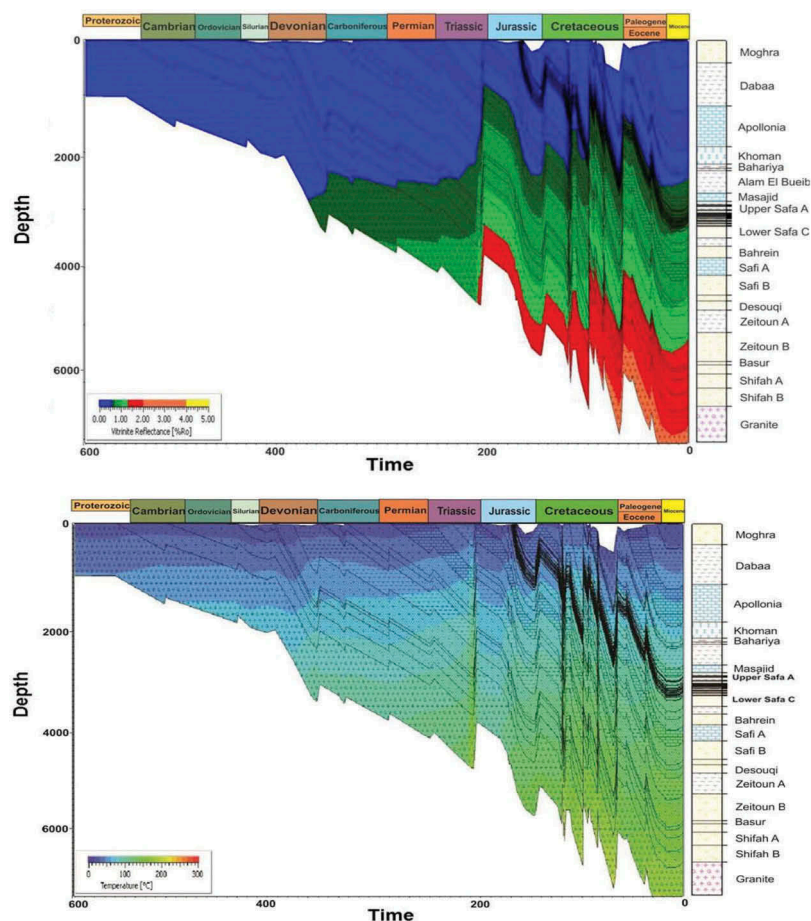 Proterozoic Cambrian Ordovician Silurian Devonian Carboniferous Permian Triassic Jurassic Cretaceous Paleogene Eocene Miocene
0
2000
4000
6000
Depth
Moghra
Dabaa
Apollonia
Khoman
Bahariya
Alam El Bueib
Masajid
Upper Safa A
Lower Safa C
Bahrein
Safi A
Safi B
Desouqi
Zeitoun A
Zeitoun B
Basur
Shifah A
Shifah B
Granite
0.00 1.00 2.00 3.00 4.00 5.00
Vitrinite Reflectance [%Ro]
600 400 200 0
Time
Proterozoic Cambrian Ordovician Silurian Devonian Carboniferous Permian Triassic Jurassic Cretaceous Paleogene Eocene Miocene
0
2000
4000
6000
Depth
Moghra
Dabaa
Apollonia
Khoman
Bahariya
Masajid
Upper Safa A
Lower Safa C
Bahrein
Safi A
Safi B
Desouqi
Zeitoun A
Zeitoun B
Basur
Shifah A
Shifah B
Granite
0 100 200 300
Temperature [°C]
600 400 200 0
Time